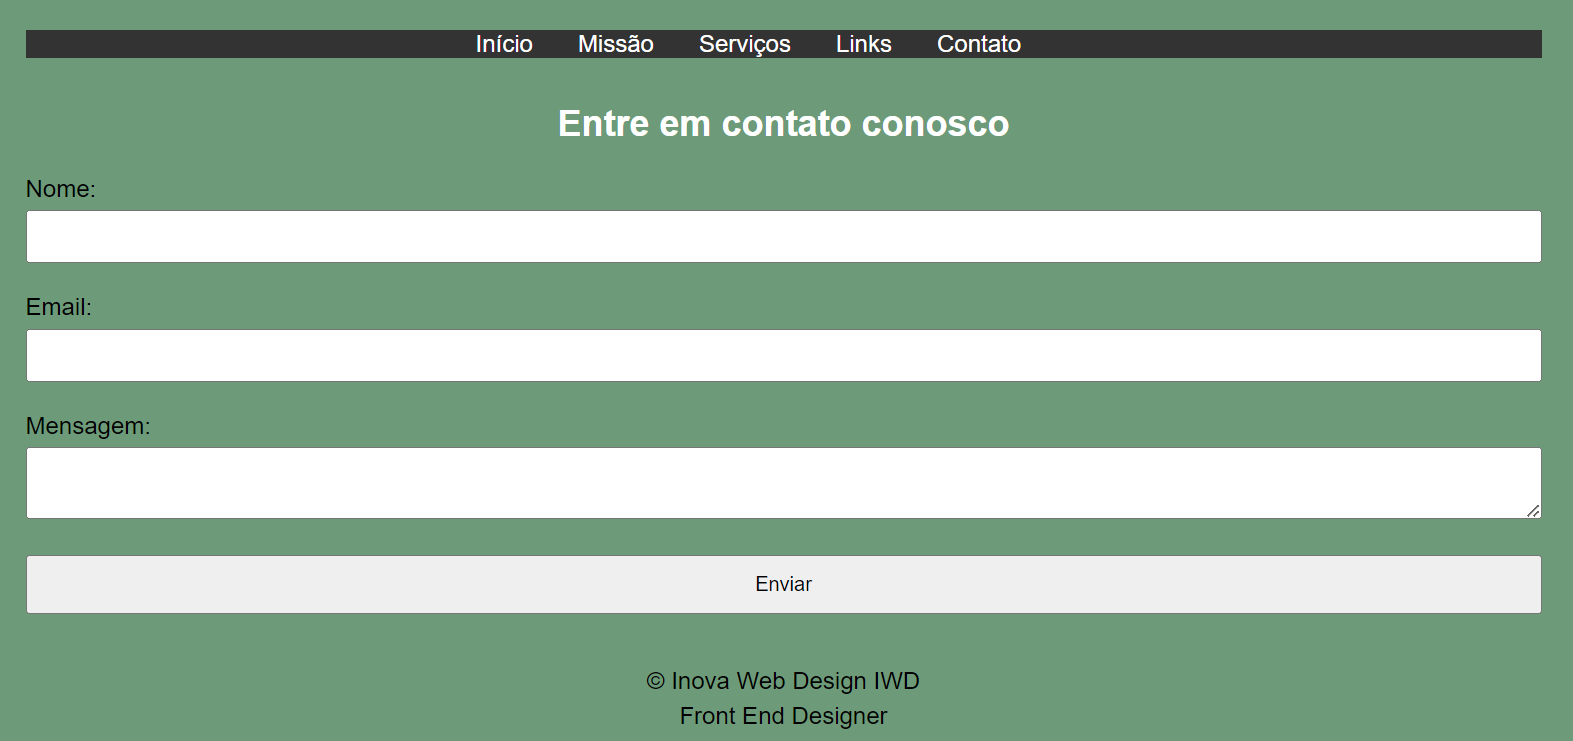 Início Missão Serviços Links Contato
Entre em contato conosco
Nome:
Email:
Mensagem:
Enviar
© Inova Web Design IWD
Front End Designer